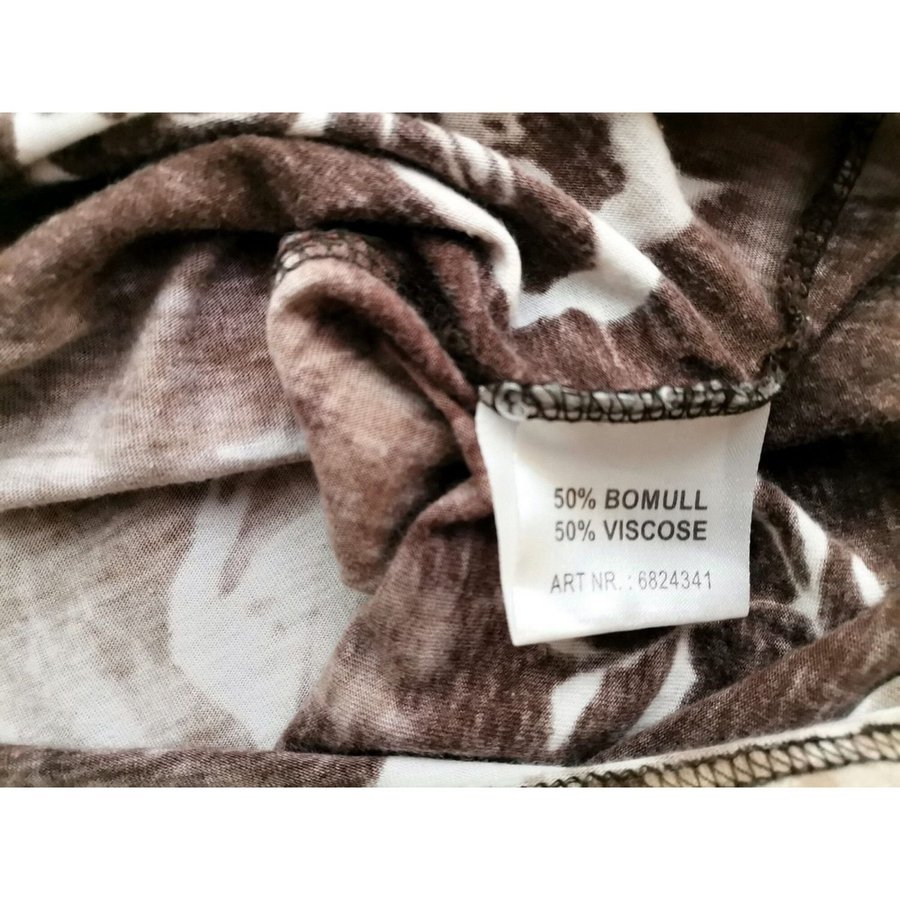 50% BOMULL
50% VISCOSE
ART NR. : 6824341